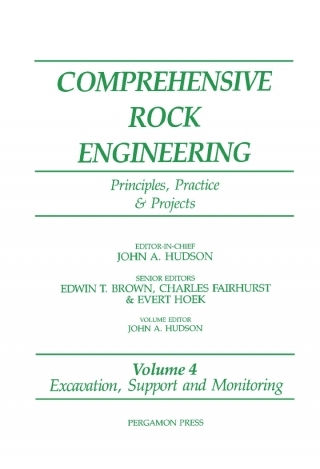 COMPREHENSIVE
ROCK
ENGINEERING
Principles, Practice
& Projects
EDITOR-IN-CHIEF
JOHN A. HUDSON
SENIOR EDITORS
EDWIN T. BROWN, CHARLES FAIRHURST
& EVERT HOEK
VOLUME EDITOR
JOHN A. HUDSON
Volume 4
Excavation, Support and Monitoring
PERGAMON PRESS